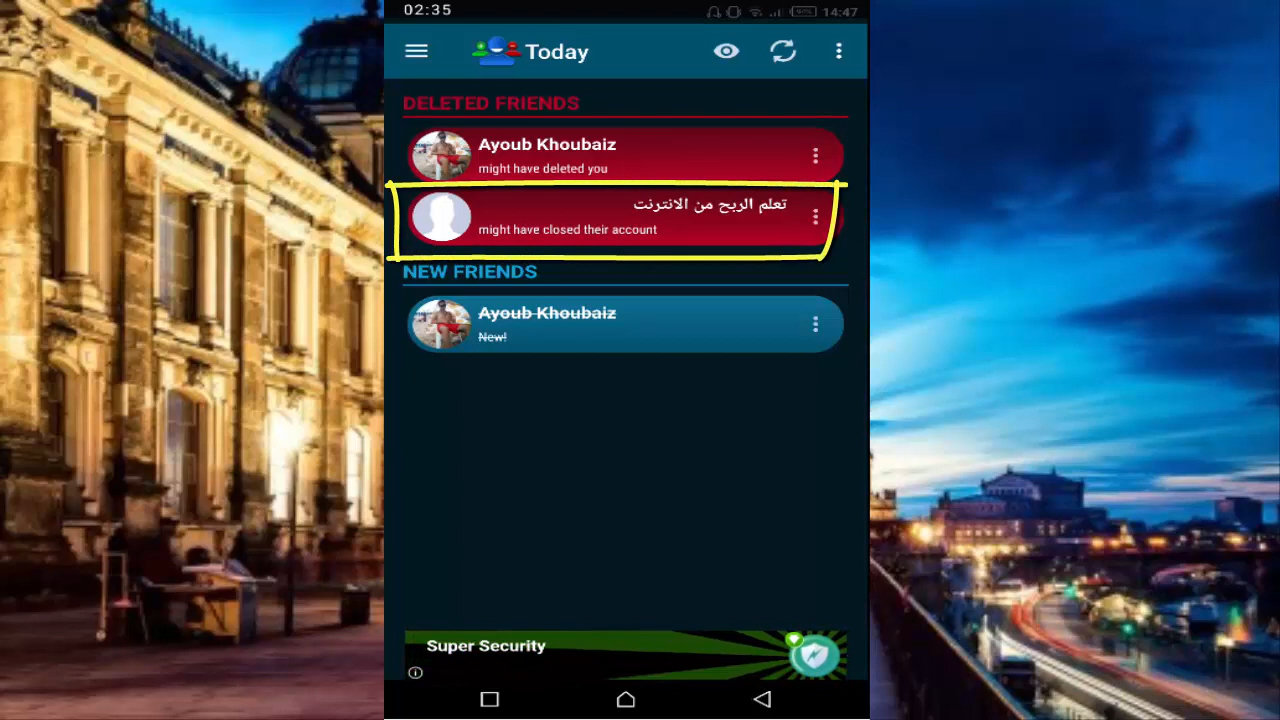 02:35
14:47
Today
DELETED FRIENDS
Ayoub Khoubaiz
might have deleted you
تعلم الربح من الانترنت
might have closed their account
NEW FRIENDS
Ayoub Khoubaiz
New!
Super Security